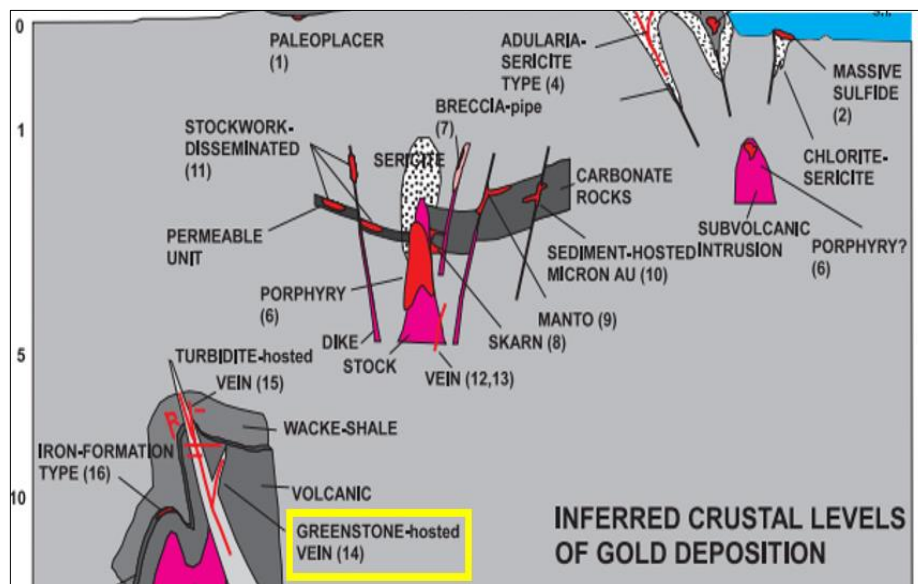 0
PALEOPLACER
(1)
ADULARIA-
SERICITE
TYPE (4)
MASSIVE
SULFIDE
(2)
BRECCIA-pipe
(7)
1
STOCKWORK-
DISSEMINATED
(11)
SERICITE
CARBONATE
ROCKS
CHLORITE-
SERICITE
PERMEABLE
UNIT
SUBVOLCANIC
INTRUSION
PORPHYRY?
(6)
SEDIMENT-HOSTED
MICRON AU (10)
PORPHYRY
(6)
MANTO (9)
DIKE
SKARN (8)
STOCK
VEIN (12,13)
5
TURBIDITE-hosted
VEIN (15)
WACKE-SHALE
IRON-FORMATION
TYPE (16)
VOLCANIC
10
GREENSTONE-hosted
VEIN (14)
INFERRED CRUSTAL LEVELS
OF GOLD DEPOSITION